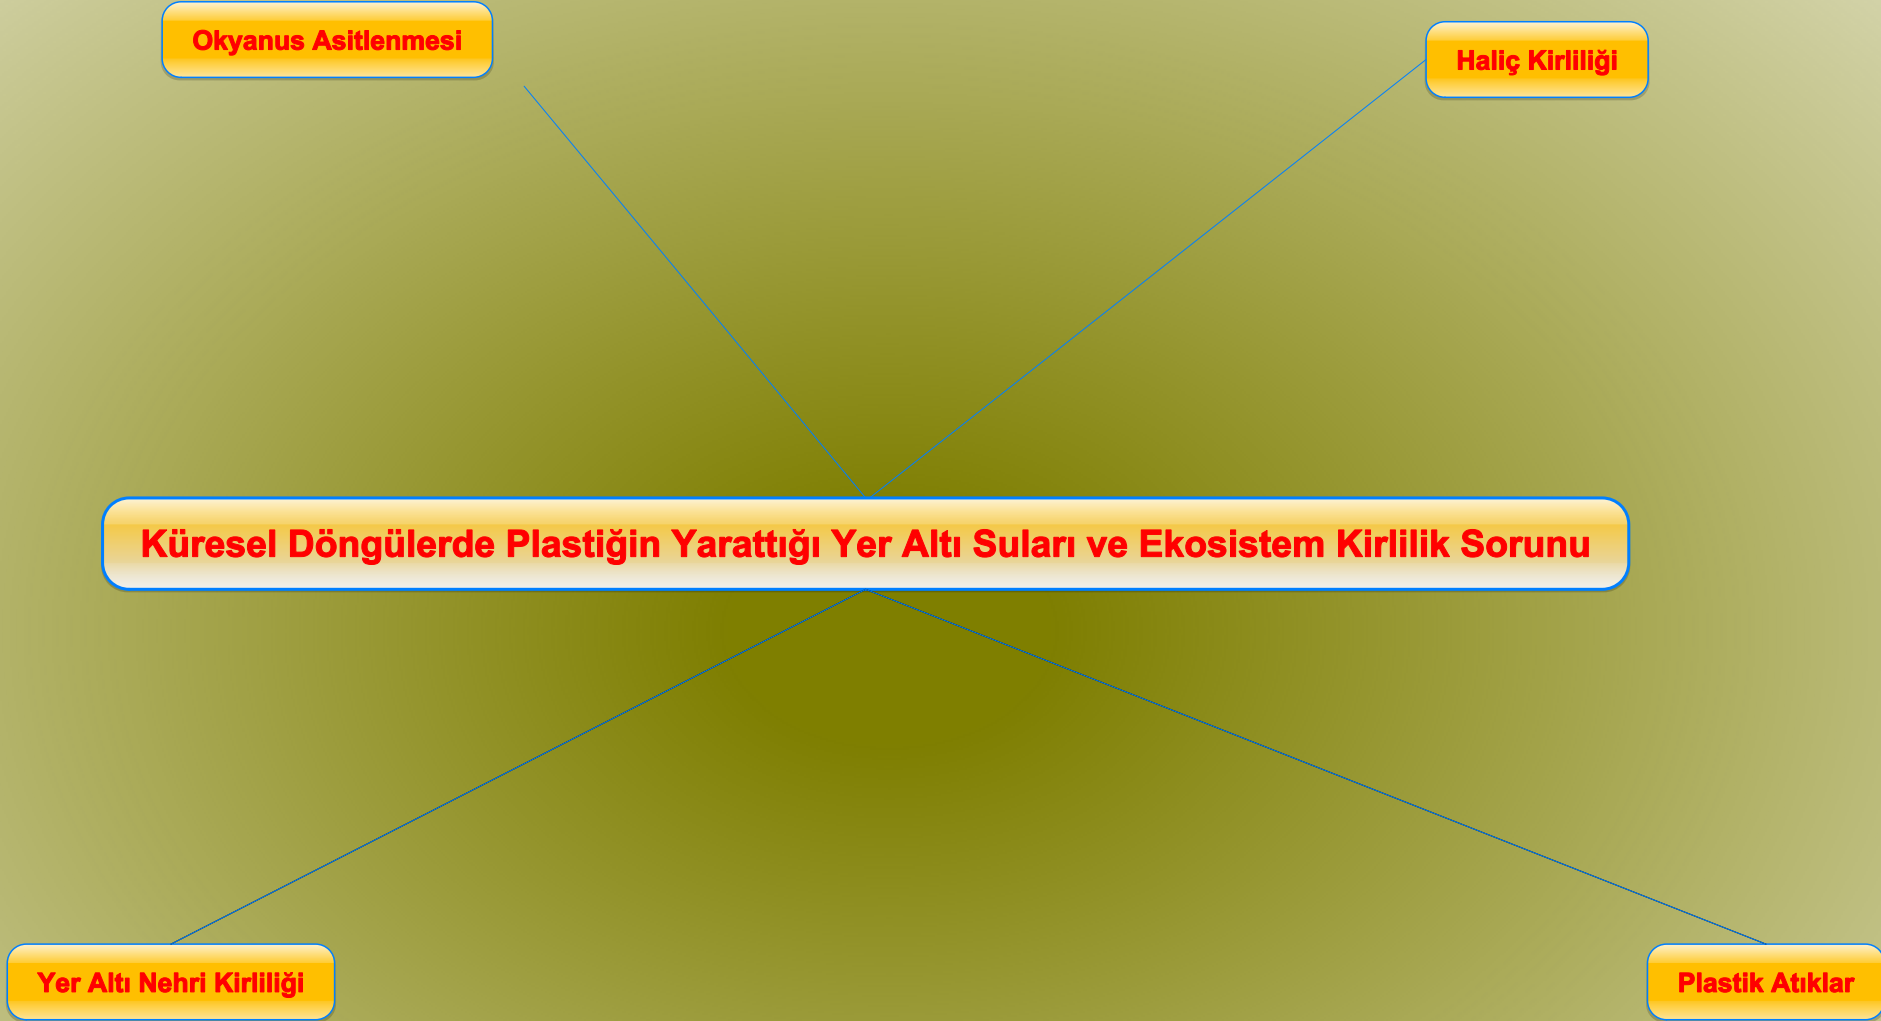 Okyanus Asitlenmesi
Haliç Kirliliği
Küresel Döngülerde Plastiğin Yarattığı Yer Altı Suları ve Ekosistem Kirlilik Sorunu
Yer Altı Nehri Kirliliği
Plastik Atıklar